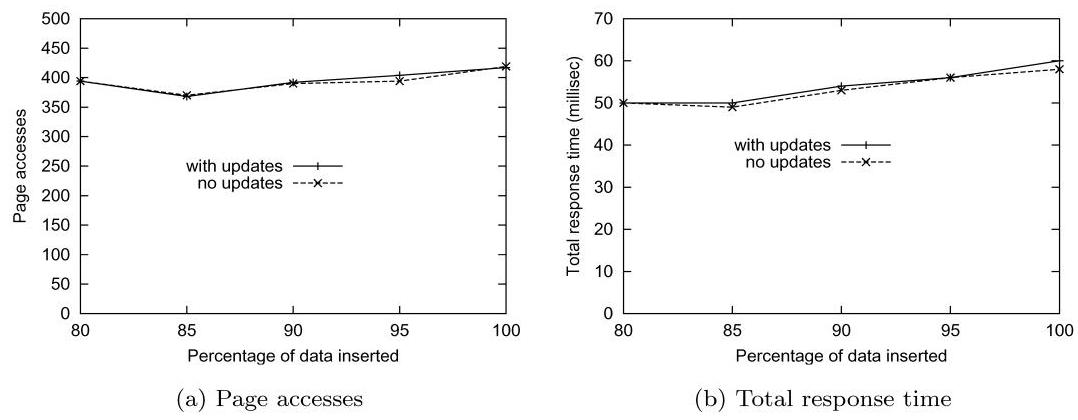 500
450
400
350
300
250
200
150
100
50
0
Page accesses
with updates
no updates
80 85 90 95 100
Percentage of data inserted
(a) Page accesses
70
60
50
40
30
20
10
0
Total response time (millisec)
with updates
no updates
80 85 90 95 100
Percentage of data inserted
(b) Total response time